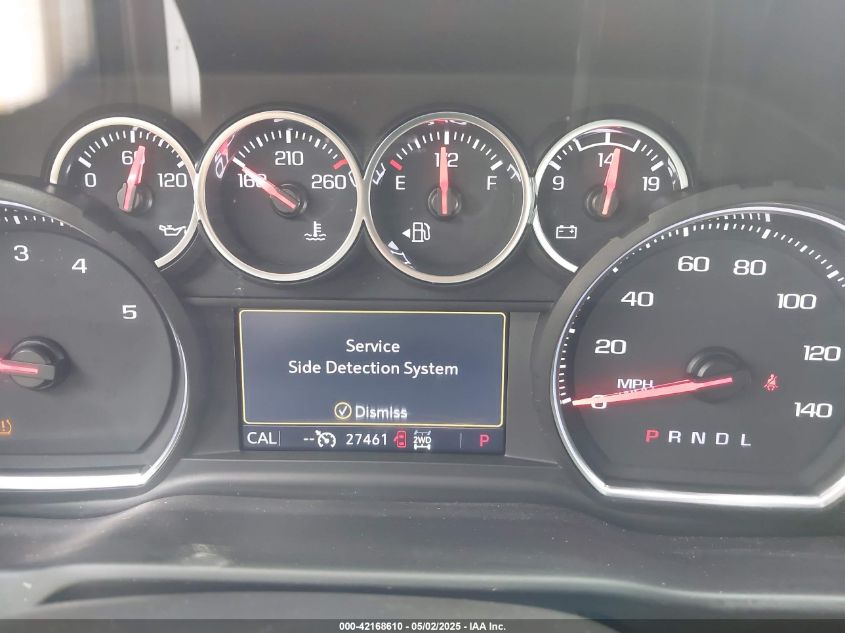 0 60 120
160 210 260
E 1/2 F
9 14 19
3 4 5
Service
Side Detection System
Dismiss
CAL -- 27461 2WD P
0 20 40 60 80 100 120 140
MPH
P R N D L
000-42168610 - 05/02/2025 - IAA Inc.